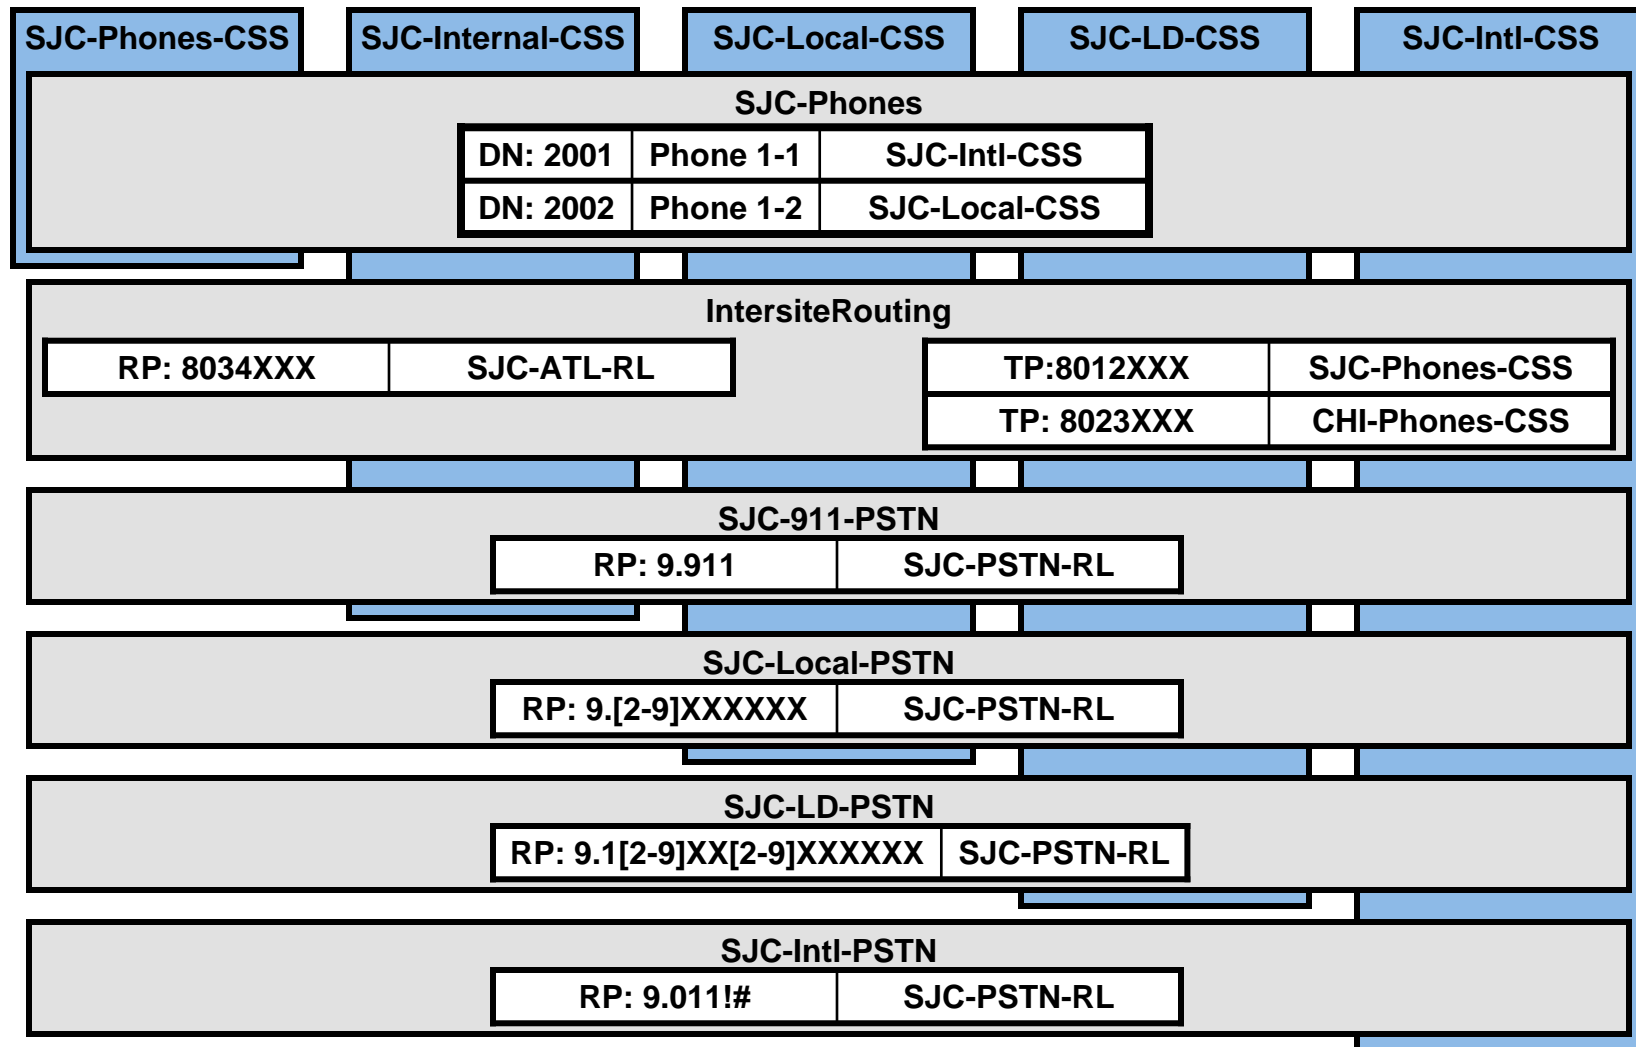 SJC-Phones-CSS SJC-Internal-CSS SJC-Local-CSS SJC-LD-CSS SJC-Intl-CSS
SJC-Phones
DN: 2001 Phone 1-1 SJC-Intl-CSS
DN: 2002 Phone 1-2 SJC-Local-CSS
IntersiteRouting
RP: 8034XXX SJC-ATL-RL TP:8012XXX SJC-Phones-CSS
TP: 8023XXX CHI-Phones-CSS
SJC-911-PSTN
RP: 9.911 SJC-PSTN-RL
SJC-Local-PSTN
RP: 9.[2-9]XXXXXX SJC-PSTN-RL
SJC-LD-PSTN
RP: 9.1[2-9]XX[2-9]XXXXXX SJC-PSTN-RL
SJC-Intl-PSTN
RP: 9.011!# SJC-PSTN-RL